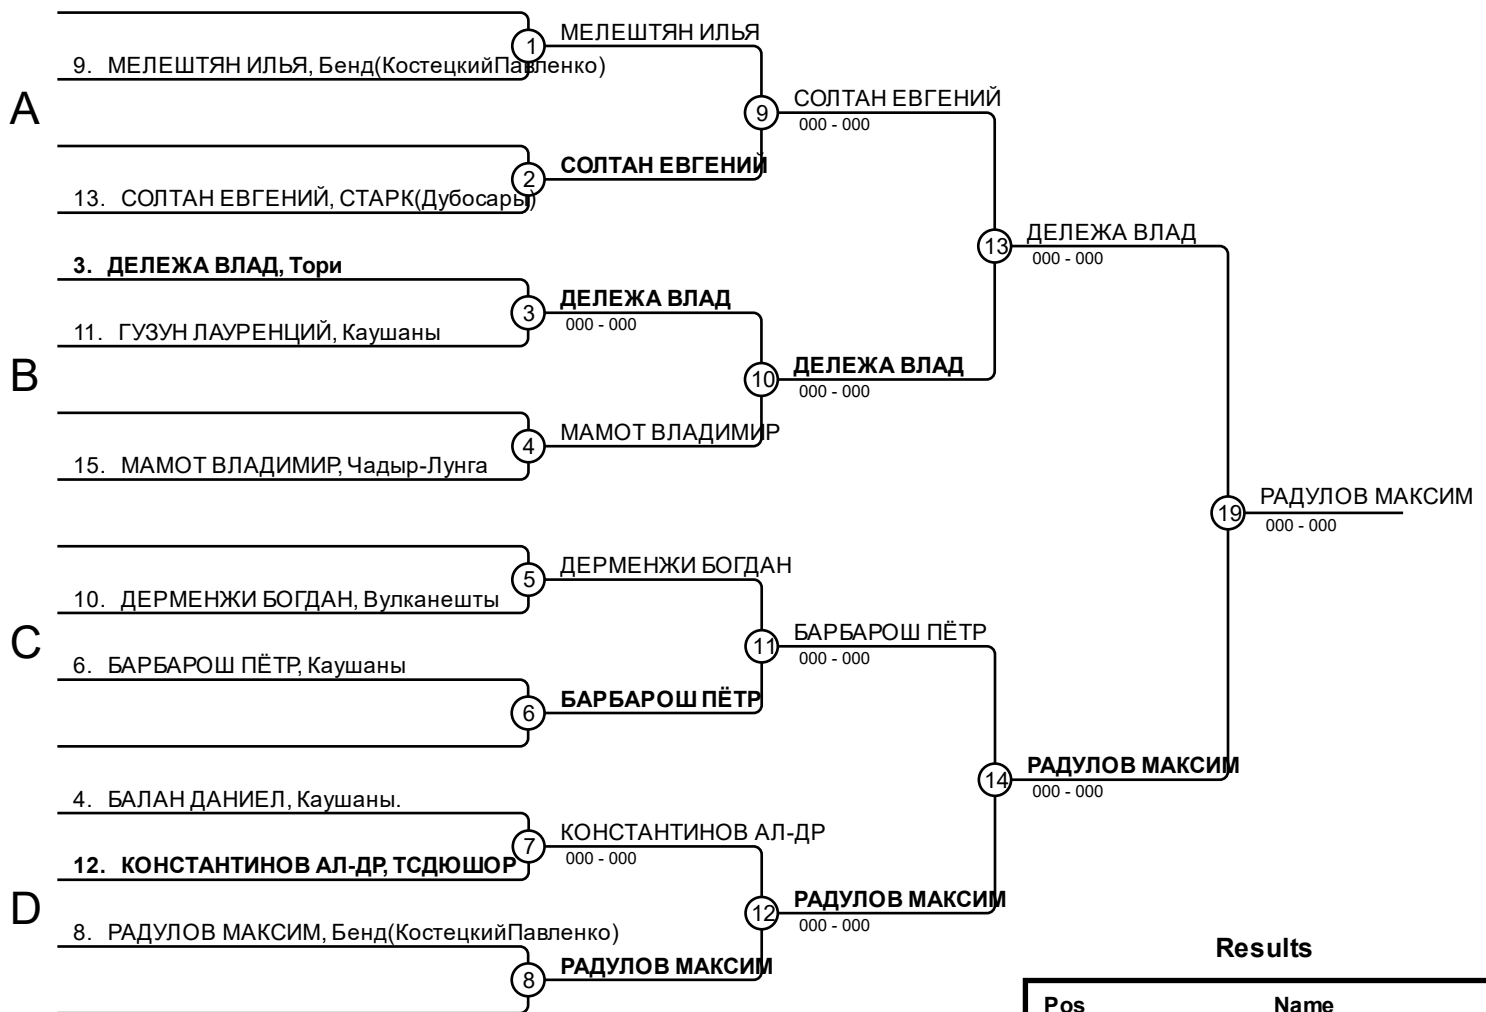 1
МЕЛЕШТЯН ИЛЬЯ
9. МЕЛЕШТЯН ИЛЬЯ, Бенд(КостецкийПавленко)
A
9
СОЛТАН ЕВГЕНИЙ
000 - 000
2
СОЛТАН ЕВГЕНИЙ
13. СОЛТАН ЕВГЕНИЙ, СТАРК(Дубосары)
13
ДЕЛЕЖА ВЛАД
000 - 000
3. ДЕЛЕЖА ВЛАД, Тори
3
ДЕЛЕЖА ВЛАД
000 - 000
11. ГУЗУН ЛАУРЕНЦИЙ, Каушаны
B
10
ДЕЛЕЖА ВЛАД
000 - 000
4
МАМОТ ВЛАДИМИР
15. МАМОТ ВЛАДИМИР, Чадыр-Лунга
19
РАДУЛОВ МАКСИМ
000 - 000
5
ДЕРМЕНЖИ БОГДАН
10. ДЕРМЕНЖИ БОГДАН, Вулканешты
C
11
БАРБАРОШ ПЁТР
000 - 000
6. БАРБАРОШ ПЁТР, Каушаны
6
БАРБАРОШ ПЁТР
14
РАДУЛОВ МАКСИМ
000 - 000
4. БАЛАН ДАНИЕЛ, Каушаны.
7
КОНСТАНТИНОВ АЛ-ДР
000 - 000
12. КОНСТАНТИНОВ АЛ-ДР, ТСДЮШОР
D
12
РАДУЛОВ МАКСИМ
000 - 000
8. РАДУЛОВ МАКСИМ, Бенд(КостецкийПавленко)
8
РАДУЛОВ МАКСИМ
Results
Pos Name